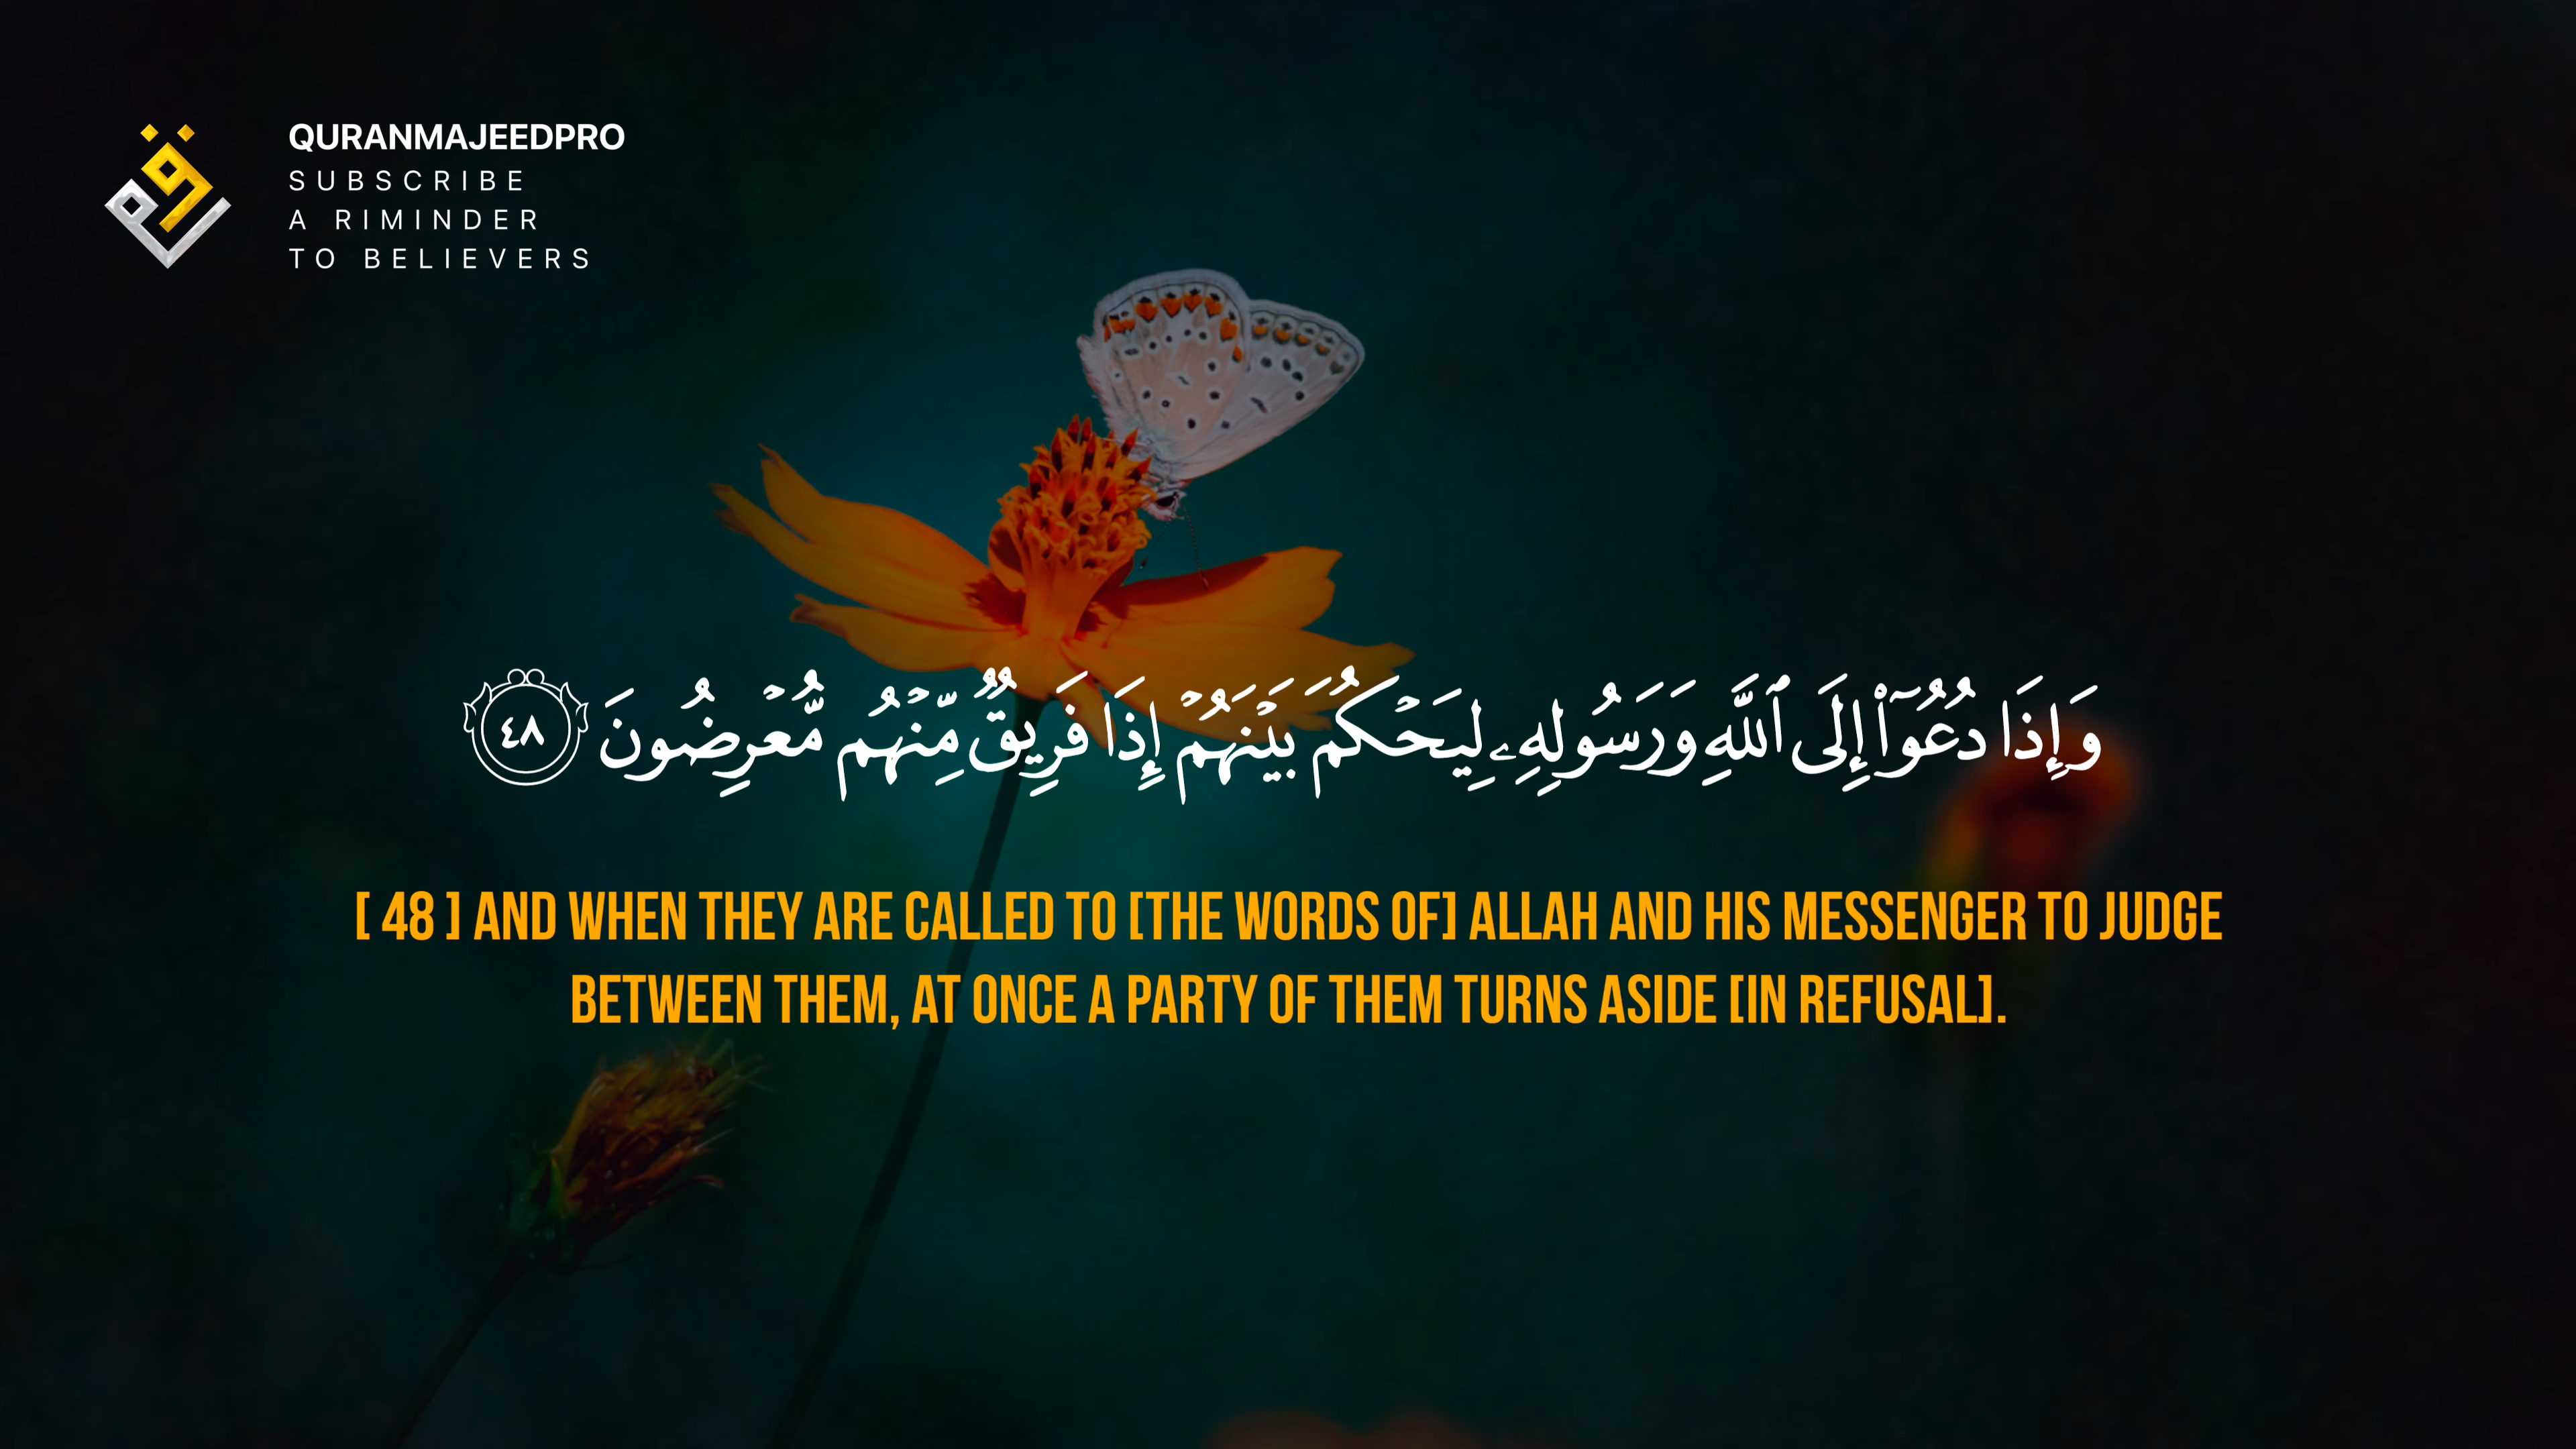 QURANMAJEEDPRO
SUBSCRIBE
A RIMINDER
TO BELIEVERS
وَإِذَا دُعُوٓا۟ إِلَى ٱللَّهِ وَرَسُولِهِۦ لِيَحْكُمَ بَيْنَهُمْ إِذَا فَرِيقٌ مِّنْهُم مُّعْرِضُونَ ٤٨
[ 48 ] AND WHEN THEY ARE CALLED TO [THE WORDS OF] ALLAH AND HIS MESSENGER TO JUDGE
BETWEEN THEM, AT ONCE A PARTY OF THEM TURNS ASIDE [IN REFUSAL].